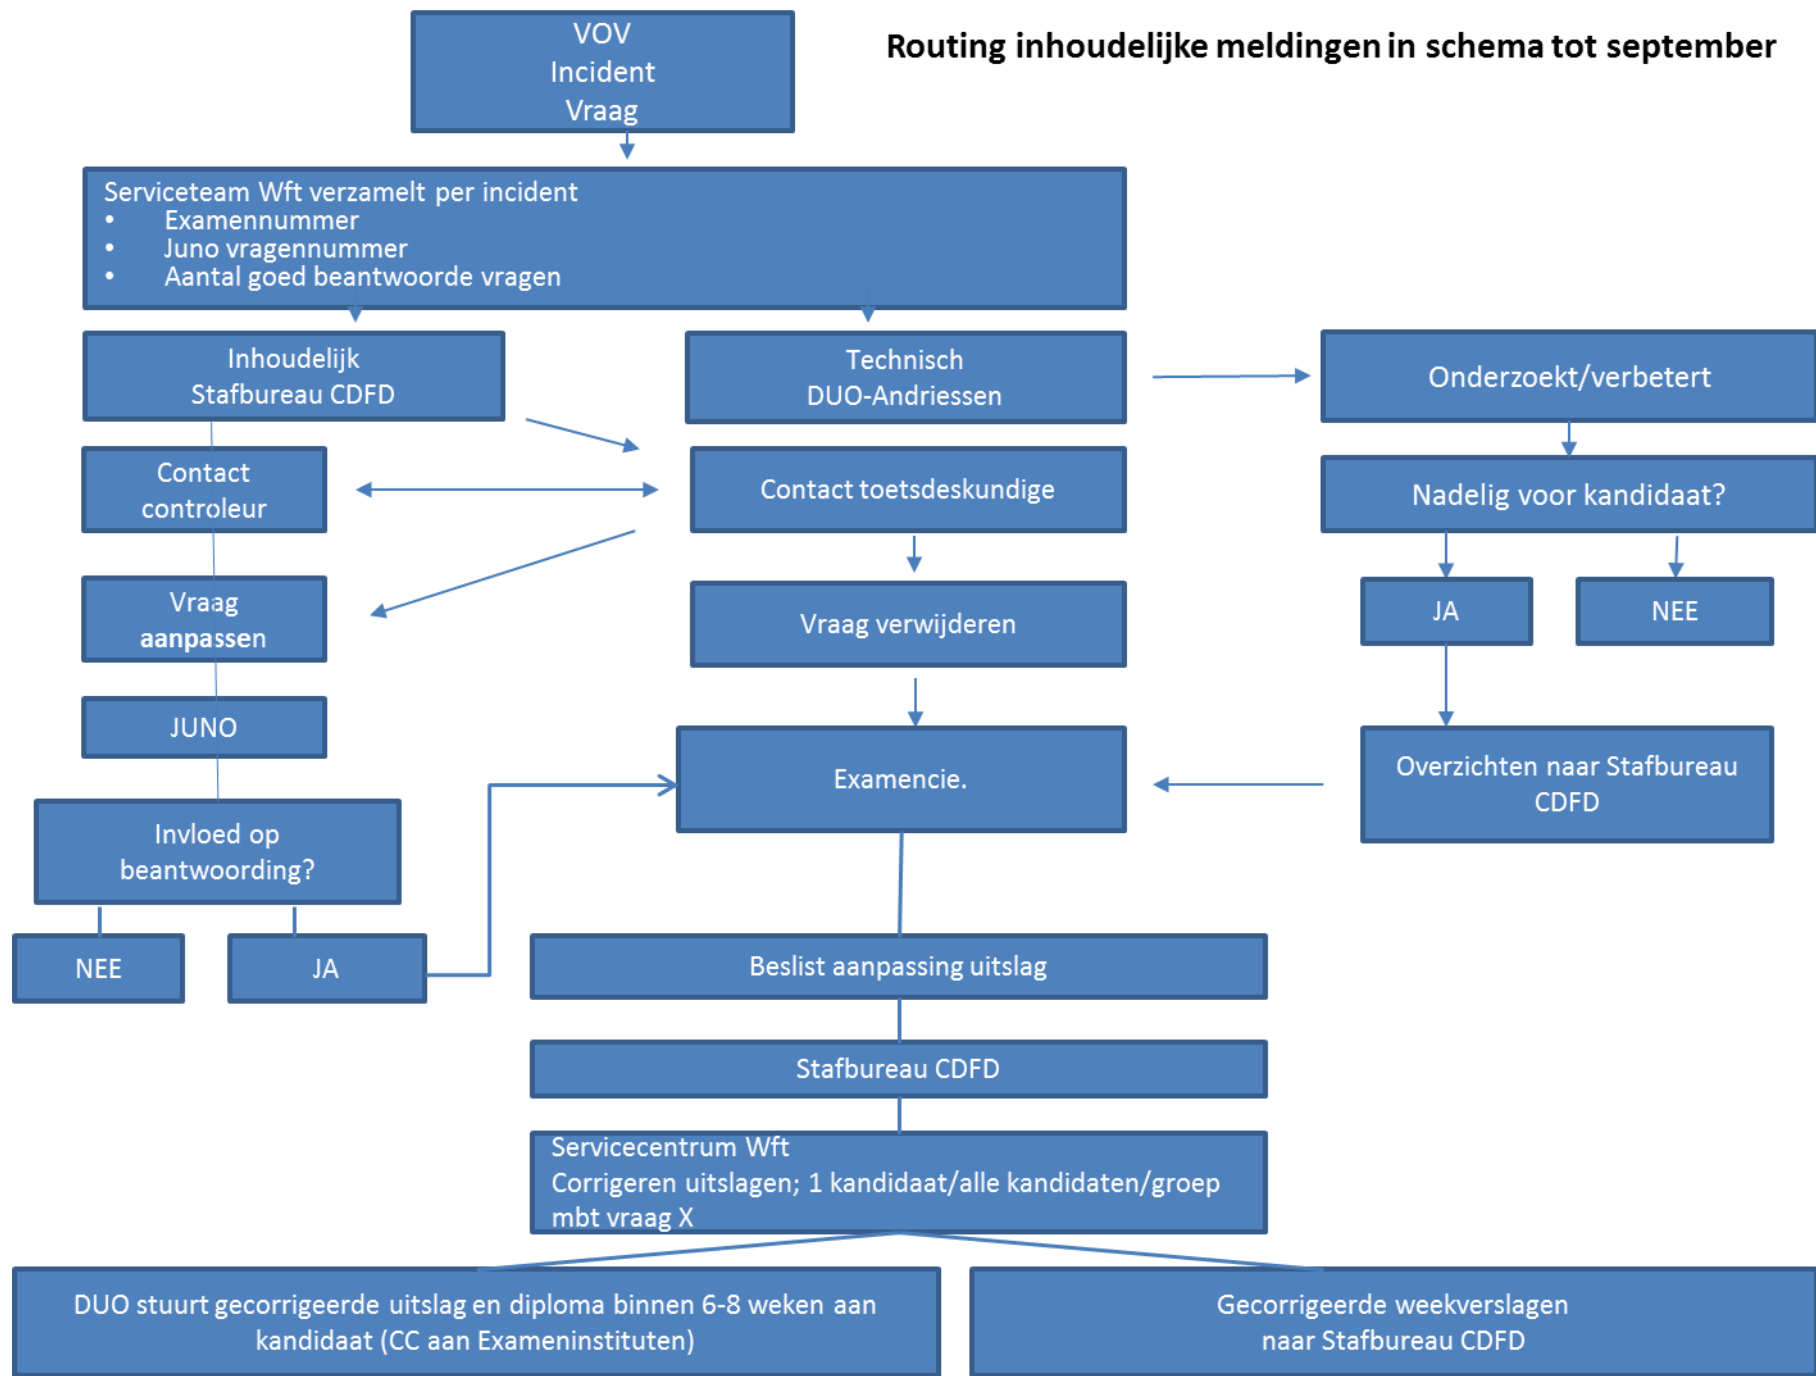 Routing inhoudelijke meldingen in schema tot september
VOV
Incident
Vraag
Serviceteam Wft verzamelt per incident
• Examennummer
• Juno vragennummer
• Aantal goed beantwoorde vragen
Inhoudelijk
Stafbureau CDFD
Technisch
DUO-Andriessen
Onderzoekt/verbetert
Contact
controleur
Contact toetsdeskundige
Nadelig voor kandidaat?
Vraag
aanpassen
Vraag verwijderen
JA
NEE
JUNO
Examencie.
Overzichten naar Stafbureau
CDFD
Invloed op
beantwoording?
NEE
JA
Beslist aanpassing uitslag
Stafbureau CDFD
Servicecentrum Wft
Corrigeren uitslagen; 1 kandidaat/alle kandidaten/groep
mbt vraag X
DUO stuurt gecorrigeerde uitslag en diploma binnen 6-8 weken aan
kandidaat (CC aan Exameninstituten)
Gecorrigeerde weekverslagen
naar Stafbureau CDFD